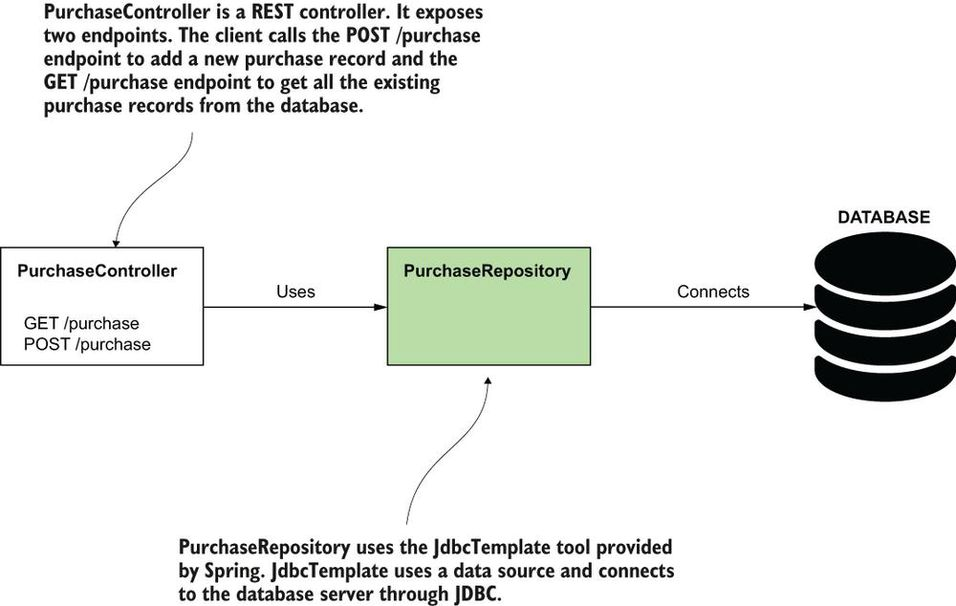 PurchaseController is a REST controller. It exposes
two endpoints. The client calls the POST /purchase
endpoint to add a new purchase record and the
GET /purchase endpoint to get all the existing
purchase records from the database.
DATABASE
PurchaseController
PurchaseRepository
Uses
Connects
GET /purchase
POST /purchase
PurchaseRepository uses the JdbcTemplate tool provided
by Spring. JdbcTemplate uses a data source and connects
to the database server through JDBC.